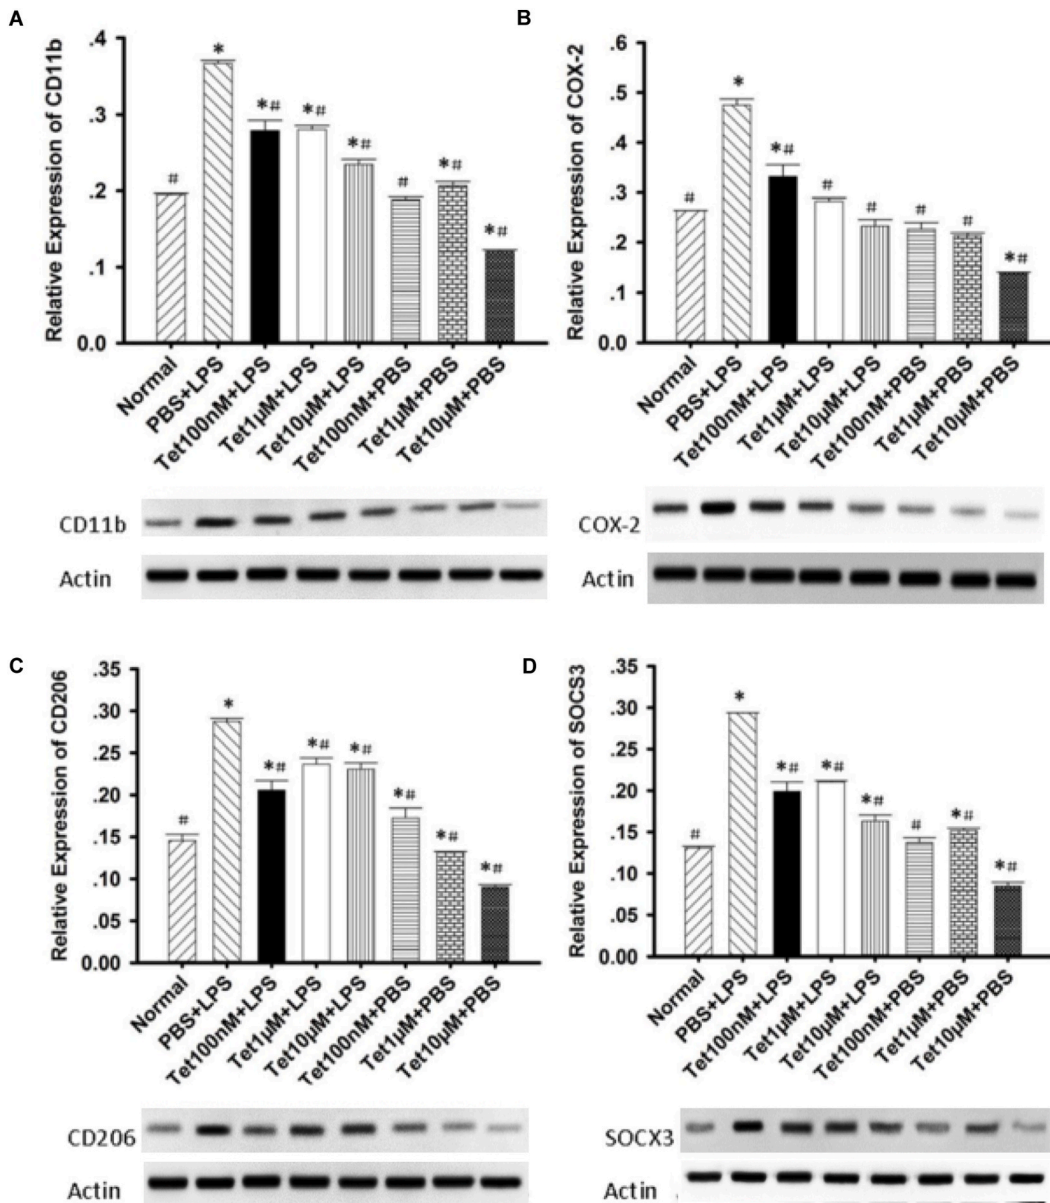 A
Relative Expression of CD11b
.4
.3
.2
.1
0.0
#
*
*#
*#
*#
#
*#
*#
Normal
PBS+LPS
Tet100nM+LPS
Tet1µM+LPS
Tet10µM+LPS
Tet100nM+PBS
Tet1µM+PBS
Tet10µM+PBS
CD11b
Actin
B
Relative Expression of COX-2
.6
.5
.4
.3
.2
.1
0.0
#
*
*#
#
#
#
#
*#
Normal
PBS+LPS
Tet100nM+LPS
Tet1µM+LPS
Tet10µM+LPS
Tet100nM+PBS
Tet1µM+PBS
Tet10µM+PBS
COX-2
Actin
C
Relative Expression of CD206
.35
.30
.25
.20
.15
.10
.05
0.00
#
*
*#
*#
*#
*#
*#
*#
Normal
PBS+LPS
Tet100nM+LPS
Tet1µM+LPS
Tet10µM+LPS
Tet100nM+PBS
Tet1µM+PBS
Tet10µM+PBS
CD206
Actin
D
Relative Expression of SOCS3
.35
.30
.25
.20
.15
.10
.05
0.00
#
*
*#
*#
*#
#
*#
*#
Normal
PBS+LPS
Tet100nM+LPS
Tet1µM+LPS
Tet10µM+LPS
Tet100nM+PBS
Tet1µM+PBS
Tet10µM+PBS
SOCX3
Actin